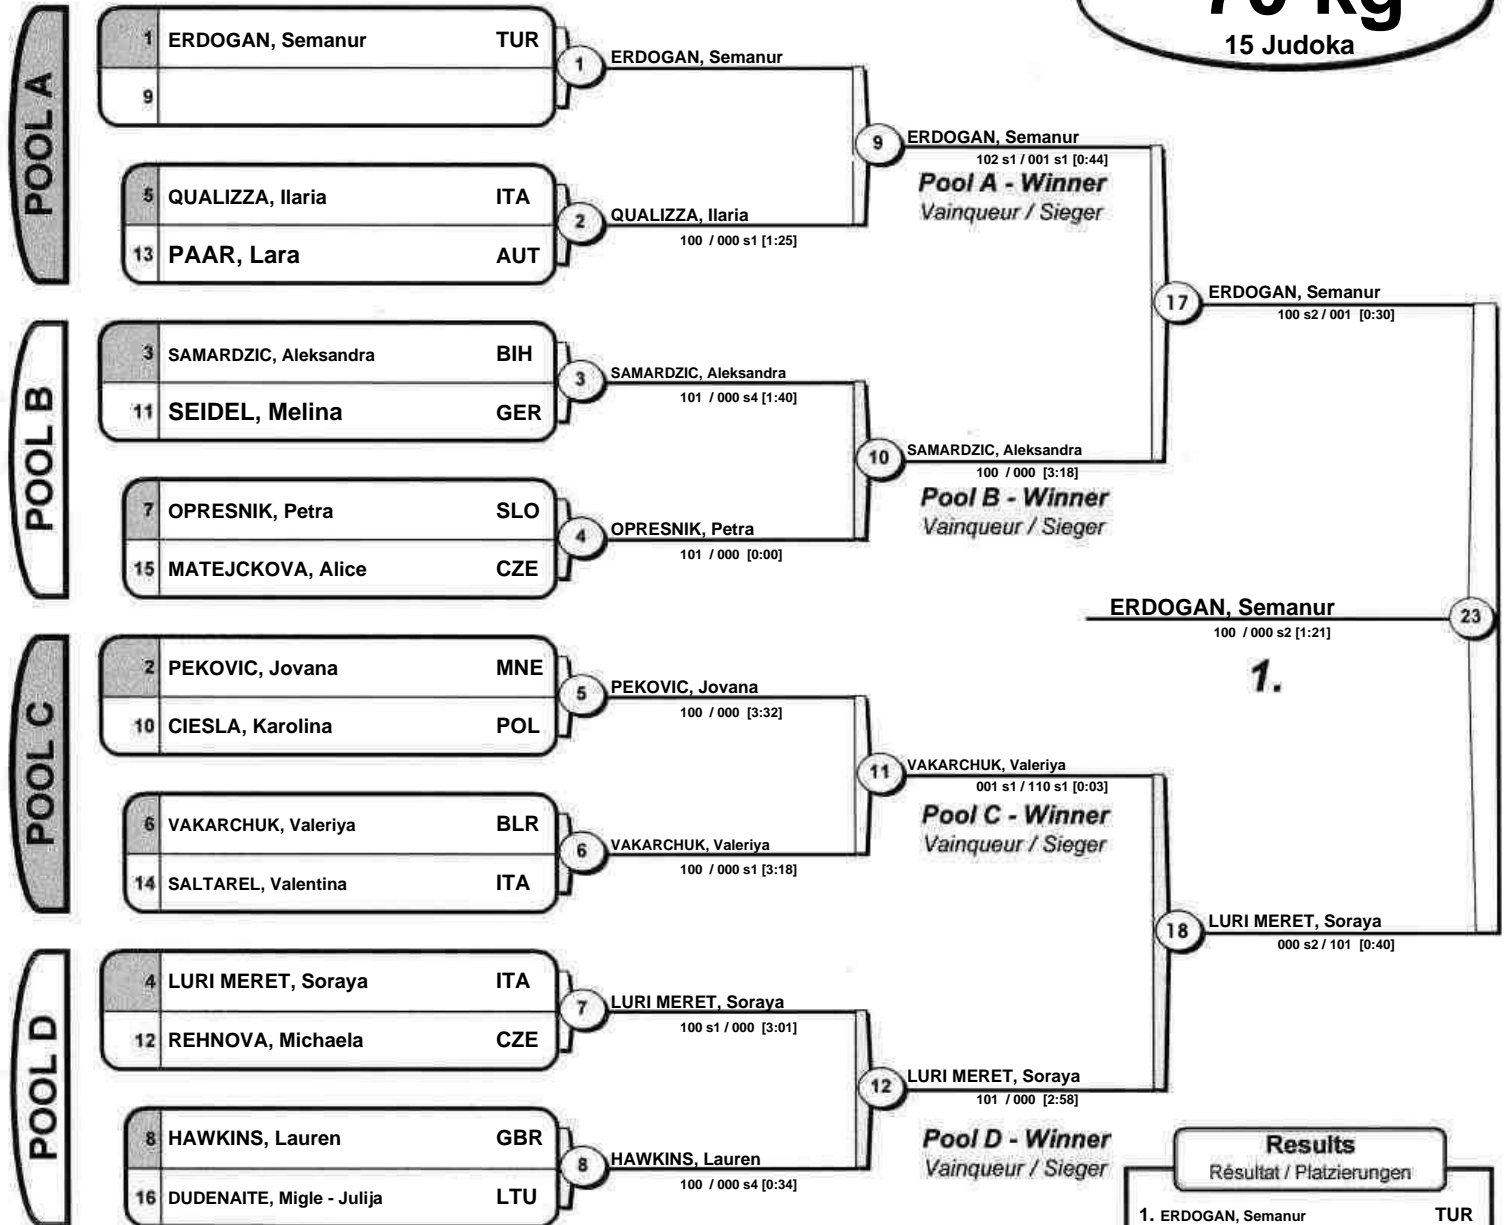 70 kg
15 Judoka
POOL A
1 ERDOGAN, Semanur TUR
9
1
ERDOGAN, Semanur
5 QUALIZZA, Ilaria ITA
13 PAAR, Lara AUT
2
QUALIZZA, Ilaria
100 / 000 s1 [1:25]
9
ERDOGAN, Semanur
102 s1 / 001 s1 [0:44]
Pool A - Winner
Vainqueur / Sieger
POOL B
3 SAMARDZIC, Aleksandra BIH
11 SEIDEL, Melina GER
3
SAMARDZIC, Aleksandra
101 / 000 s4 [1:40]
7 OPRESNIK, Petra SLO
15 MATEJCKOVA, Alice CZE
4
OPRESNIK, Petra
101 / 000 [0:00]
10
SAMARDZIC, Aleksandra
100 / 000 [3:18]
Pool B - Winner
Vainqueur / Sieger
17
ERDOGAN, Semanur
100 s2 / 001 [0:30]
POOL C
2 PEKOVIC, Jovana MNE
10 CIESLA, Karolina POL
5
PEKOVIC, Jovana
100 / 000 [3:32]
6 VAKARCHUK, Valeriya BLR
14 SALTAREL, Valentina ITA
6
VAKARCHUK, Valeriya
100 / 000 s1 [3:18]
11
VAKARCHUK, Valeriya
001 s1 / 110 s1 [0:03]
Pool C - Winner
Vainqueur / Sieger
POOL D
4 LURI MERET, Soraya ITA
12 REHNOVA, Michaela CZE
7
LURI MERET, Soraya
100 s1 / 000 [3:01]
8 HAWKINS, Lauren GBR
16 DUDENAITE, Migle - Julija LTU
8
HAWKINS, Lauren
100 / 000 s4 [0:34]
12
LURI MERET, Soraya
101 / 000 [2:58]
Pool D - Winner
Vainqueur / Sieger
18
LURI MERET, Soraya
000 s2 / 101 [0:40]
23
ERDOGAN, Semanur
100 / 000 s2 [1:21]
1.
Results
Résultat / Platzierungen
1. ERDOGAN, Semanur TUR